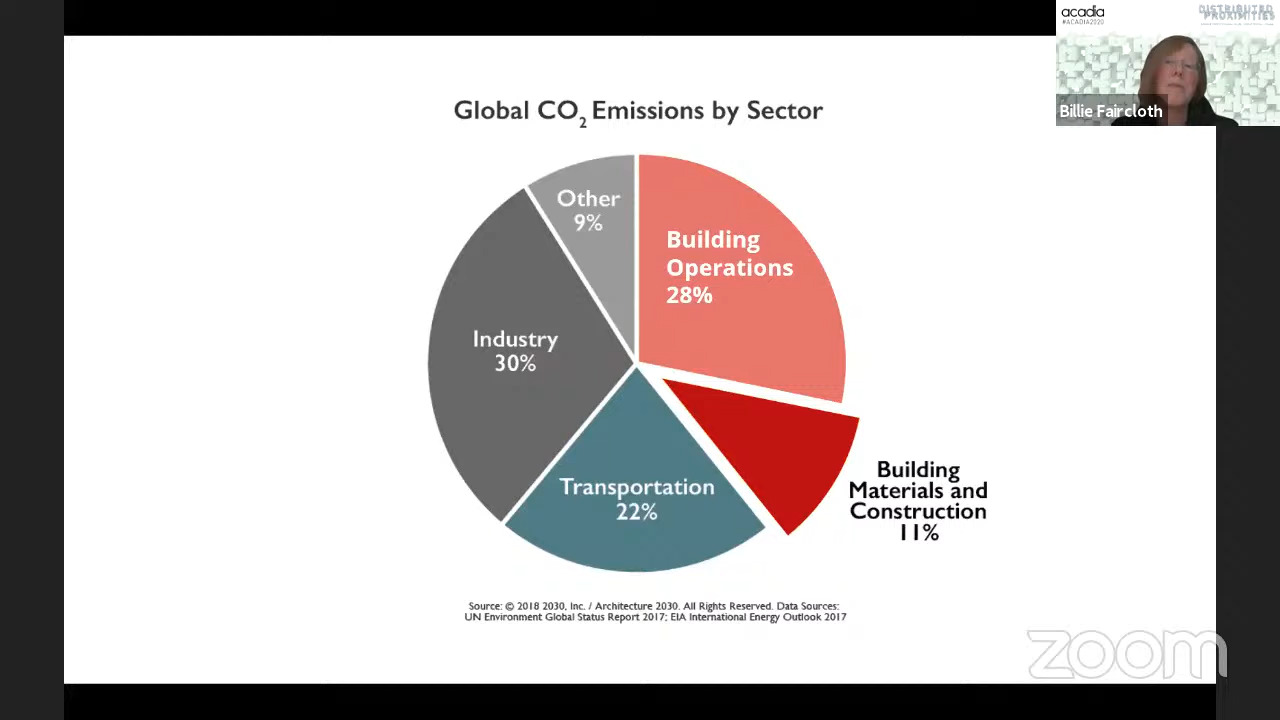 acadia
#ACADIA2020
DISTRIBUTED
PROXIMITIES
Billie Faircloth
Global CO2 Emissions by Sector
Other
9%
Building
Operations
28%
Industry
30%
Transportation
22%
Building
Materials and
Construction
11%
Source: © 2018 2030, Inc. / Architecture 2030. All Rights Reserved. Data Sources:
UN Environment Global Status Report 2017; EIA International Energy Outlook 2017
zoom